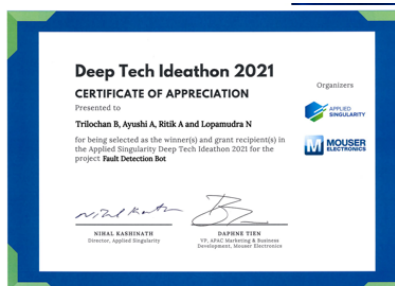 Deep Tech Ideathon 2021
CERTIFICATE OF APPRECIATION
Presented to
Trilochan B, Ayushi A, Ritik A and Lopamudra N
for being selected as the winner(s) and grant recipient(s) in
the Applied Singularity Deep Tech Ideathon 2021 for the
project Fault Detection Bot
Organizers
APPLIED
SINGULARITY
M MOUSER
ELECTRONICS
Nihal Kashinath
NIHAL KASHINATH
Director, Applied Singularity
DAPHNE TIEN
VP, APAC Marketing & Business
Development, Mouser Electronics